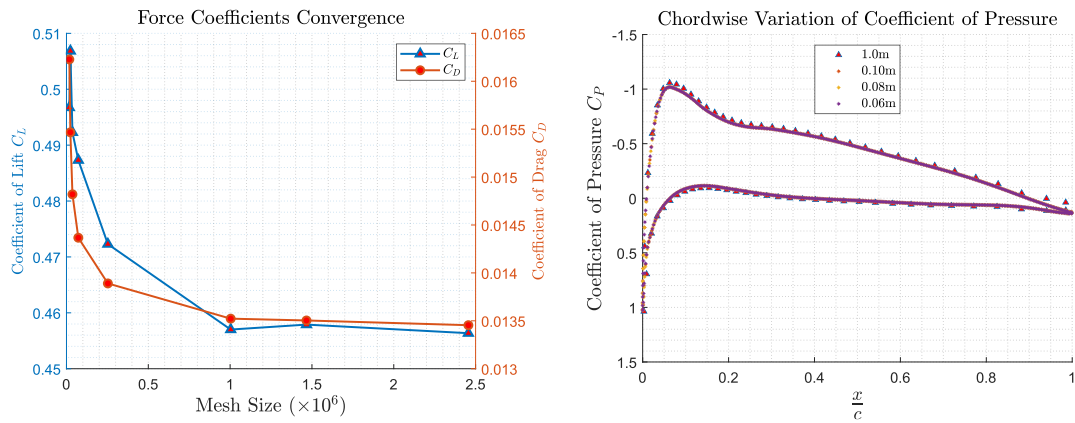 Force Coefficients Convergence
0.51
0.5
0.49
0.48
0.47
0.46
0.45
Coefficient of Lift C_L
0.0165
0.016
0.0155
0.015
0.0145
0.014
0.0135
0.013
Coefficient of Drag C_D
C_L
C_D
0 0.5 1 1.5 2 2.5
Mesh Size (×10⁶)
Chordwise Variation of Coefficient of Pressure
-1.5
-1
-0.5
0
0.5
1
1.5
Coefficient of Pressure C_P
1.0m
0.10m
0.08m
0.06m
0 0.2 0.4 0.6 0.8 1
x
c